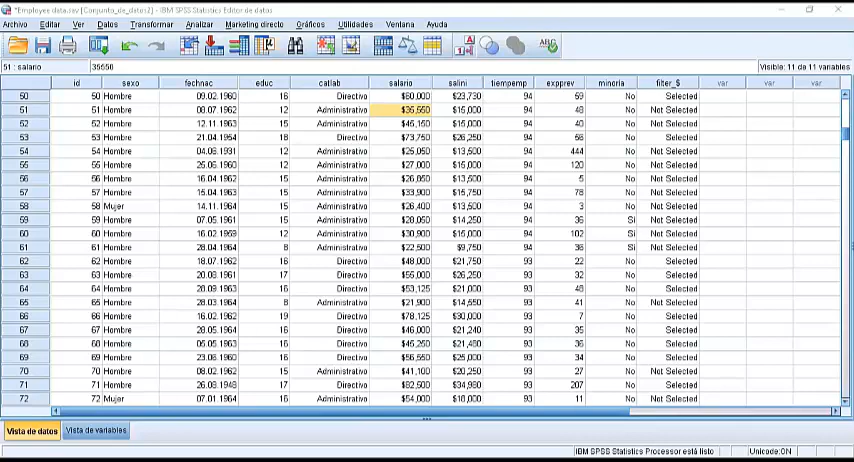 *Employee data.sav [Conjunto_de_datos2] - IBM SPSS Statistics Editor de datos
Archivo Editar Ver Datos Transformar Analizar Marketing directo Gráficos Utilidades Ventana Ayuda
51 : salario 35550 Visible: 11 de 11 variables
id sexo fechnac educ catlab salario salini tiempemp expprev minoría filter_$ var var var
50 50 Hombre 09.02.1960 16 Directivo $60,000 $23,730 94 59 No Selected
51 51 Hombre 08.07.1962 12 Administrativo $35,550 $15,000 94 48 No Not Selected
52 52 Hombre 12.11.1963 15 Administrativo $45,150 $15,000 94 40 No Not Selected
53 53 Hombre 21.04.1954 18 Directivo $73,750 $26,250 94 56 No Selected
54 54 Hombre 04.06.1931 12 Administrativo $25,050 $13,500 94 444 No Not Selected
55 55 Hombre 25.06.1960 12 Administrativo $27,000 $15,000 94 120 No Not Selected
56 56 Hombre 16.04.1962 15 Administrativo $26,850 $13,500 94 5 No Not Selected
57 57 Hombre 15.04.1963 15 Administrativo $33,900 $15,750 94 78 No Not Selected
58 58 Mujer 14.11.1964 15 Administrativo $26,400 $13,500 94 3 No Not Selected
59 59 Hombre 07.05.1961 15 Administrativo $28,050 $14,250 94 36 Sí Not Selected
60 60 Hombre 16.02.1959 12 Administrativo $30,900 $15,000 94 102 Sí Not Selected
61 61 Hombre 28.04.1964 8 Administrativo $22,500 $9,750 94 36 Sí Not Selected
62 62 Hombre 18.07.1962 16 Directivo $48,000 $21,750 93 22 No Selected
63 63 Hombre 20.08.1961 17 Directivo $55,000 $26,250 93 32 No Selected
64 64 Hombre 28.09.1963 16 Directivo $53,125 $21,000 93 48 No Selected
65 65 Hombre 28.03.1964 8 Administrativo $21,900 $14,550 93 41 No Not Selected
66 66 Hombre 16.02.1962 19 Directivo $78,125 $30,000 93 7 No Selected
67 67 Hombre 28.05.1964 16 Directivo $46,000 $21,240 93 35 No Selected
68 68 Hombre 05.05.1963 16 Directivo $45,250 $21,480 93 36 No Selected
69 69 Hombre 23.08.1960 16 Directivo $56,550 $25,000 93 34 No Selected
70 70 Hombre 08.02.1962 15 Administrativo $41,100 $20,250 93 27 No Not Selected
71 71 Hombre 26.08.1948 17 Directivo $82,500 $34,980 93 207 No Selected
72 72 Mujer 07.01.1964 16 Directivo $54,000 $18,000 93 11 No Not Selected
Vista de datos Vista de variables
IBM SPSS Statistics Processor está listo Unicode:ON